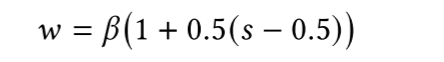 w = β(1 + 0.5(s − 0.5))